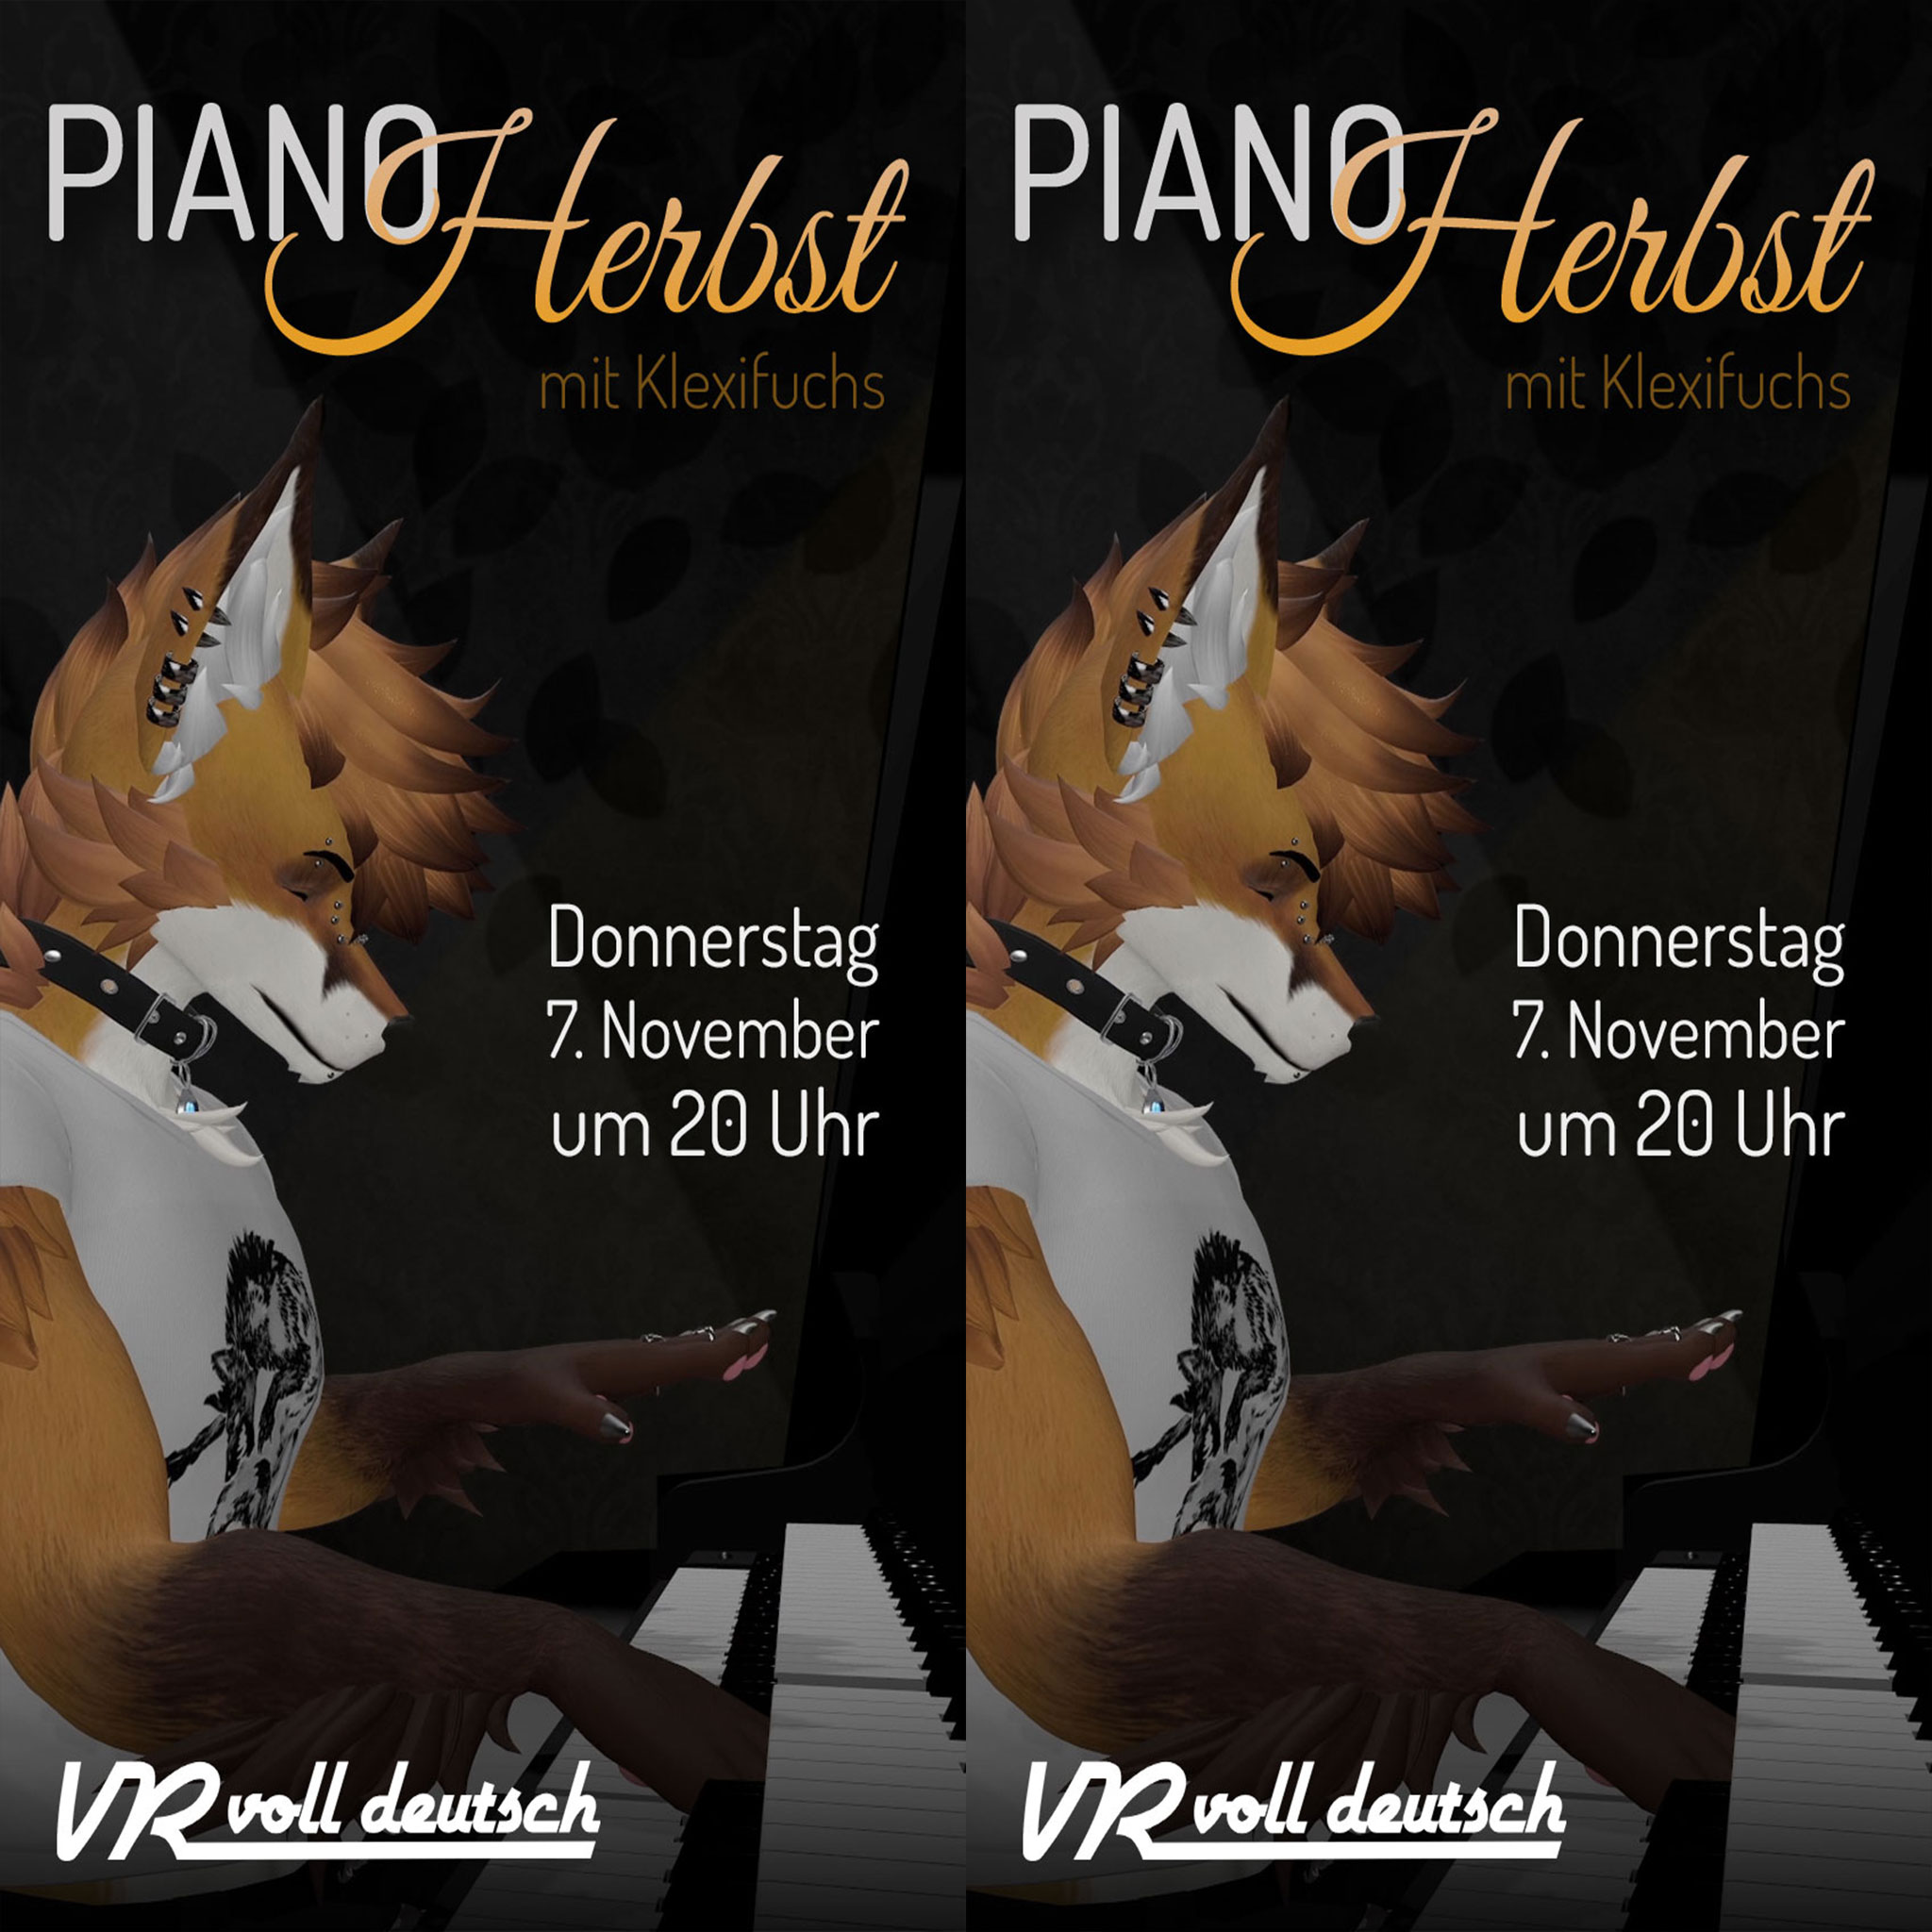 PIANO Herbst
mit Klexifuchs
Donnerstag
7. November
um 20 Uhr
VR voll deutsch
PIANO Herbst
mit Klexifuchs
Donnerstag
7. November
um 20 Uhr
VR voll deutsch